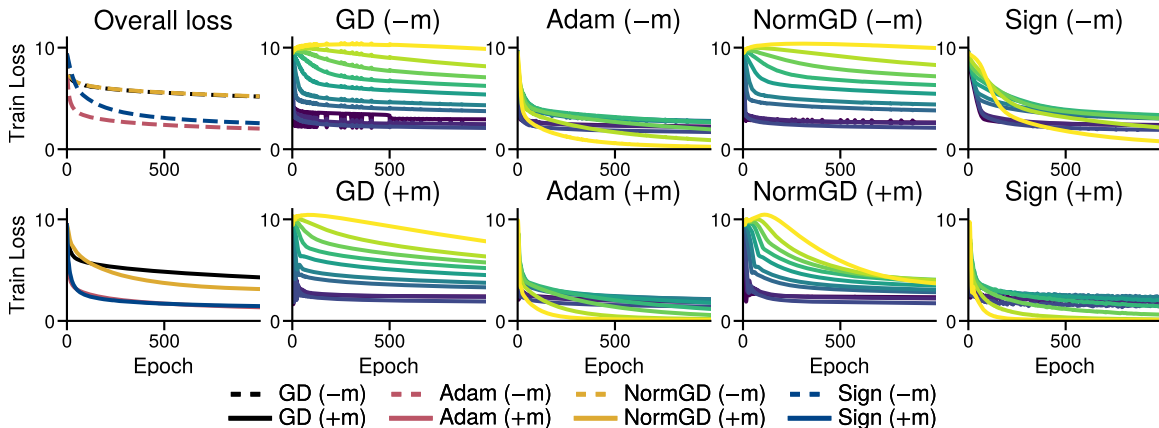 Overall loss GD (−m) Adam (−m) NormGD (−m) Sign (−m)
Train Loss
10 10 10 10 10
0 0 0 0 0
0 500 0 500 0 500 0 500 0 500
GD (+m) Adam (+m) NormGD (+m) Sign (+m)
Train Loss
10 10 10 10 10
0 0 0 0 0
0 500 0 500 0 500 0 500 0 500
Epoch Epoch Epoch Epoch Epoch
GD (−m) Adam (−m) NormGD (−m) Sign (−m)
GD (+m) Adam (+m) NormGD (+m) Sign (+m)